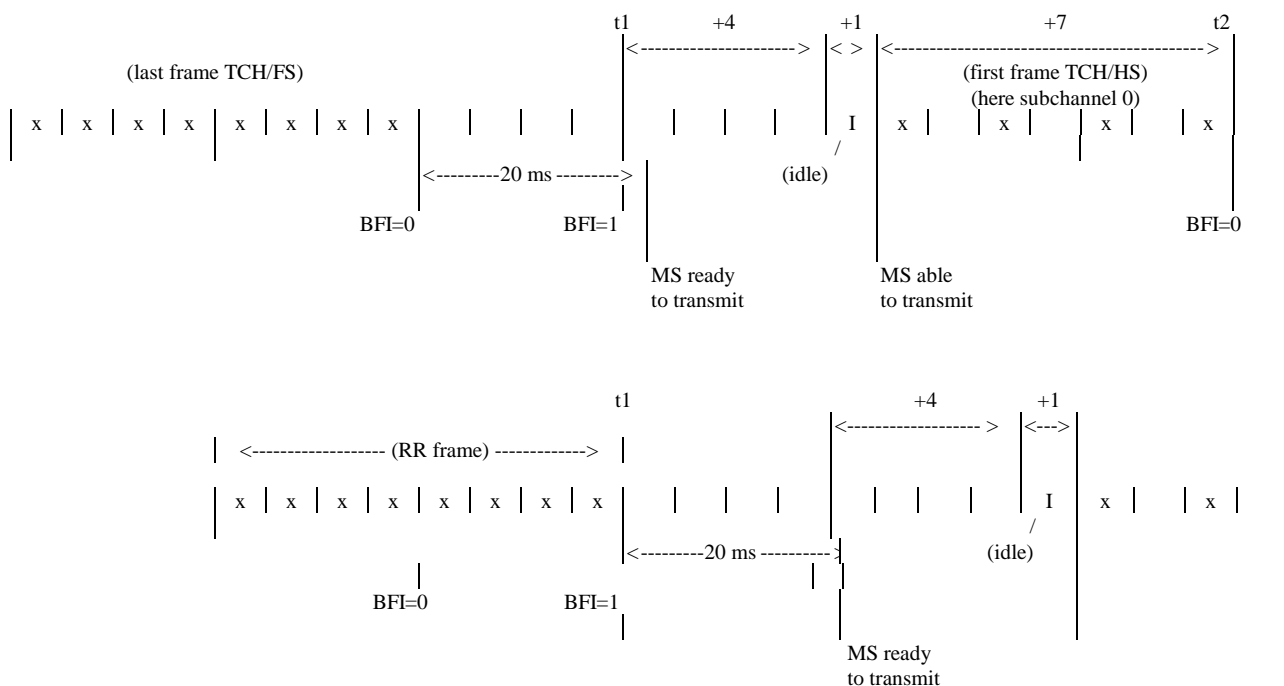 t1 +4 +1 +7 t2
<-----------------------> < > <---------------------------------------------->
(last frame TCH/FS) (first frame TCH/HS)
(here subchannel 0)
x x x x x x x x I x x x x
/
<---------20 ms ---------> (idle)
BFI=0 BFI=1 BFI=0
MS ready MS able
to transmit to transmit
t1 +4 +1
<-------------------- > <--->
<------------------- (RR frame) ------------->
x x x x x x x x I x x
/
<---------20 ms ----------> (idle)
BFI=0 BFI=1
MS ready
to transmit